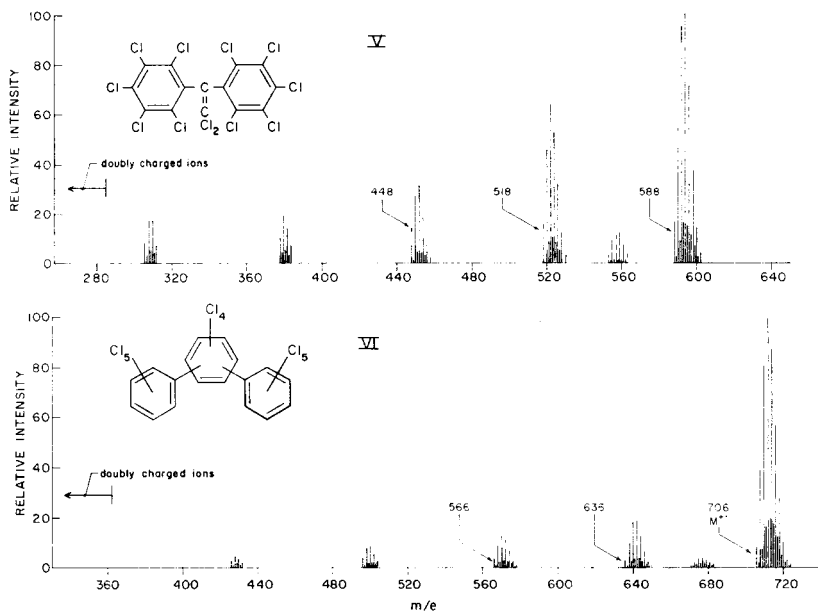 100
V
Cl Cl Cl Cl
Cl Cl C Cl Cl
80
Cl Cl C Cl Cl
Cl2
60
doubly charged ions
40
448
518
588
20
0
RELATIVE INTENSITY
280 320 360 400 440 480 520 560 600 640
100
Cl4
VI
Cl5 Cl5
80
60
40
doubly charged ions
20
566
636
706
M+·
0
RELATIVE INTENSITY
360 400 440 480 520 560 600 640 680 720
m/e